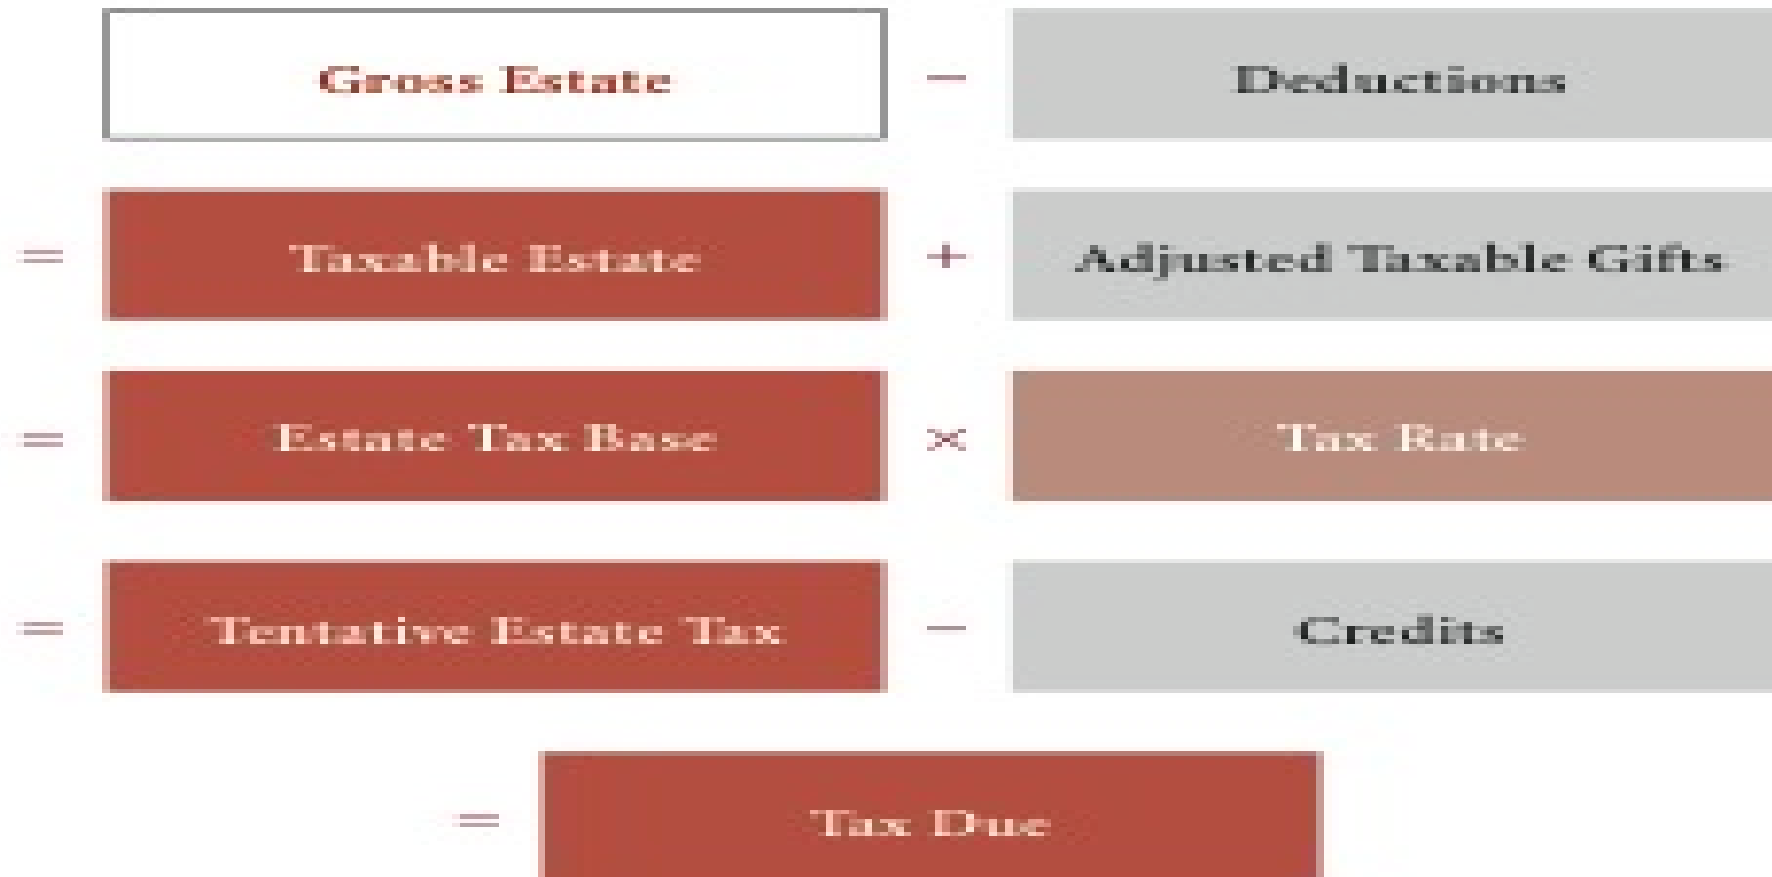 Gross Estate − Deductions
= Taxable Estate + Adjusted Taxable Gifts
= Estate Tax Base × Tax Rate
= Tentative Estate Tax − Credits
= Tax Due